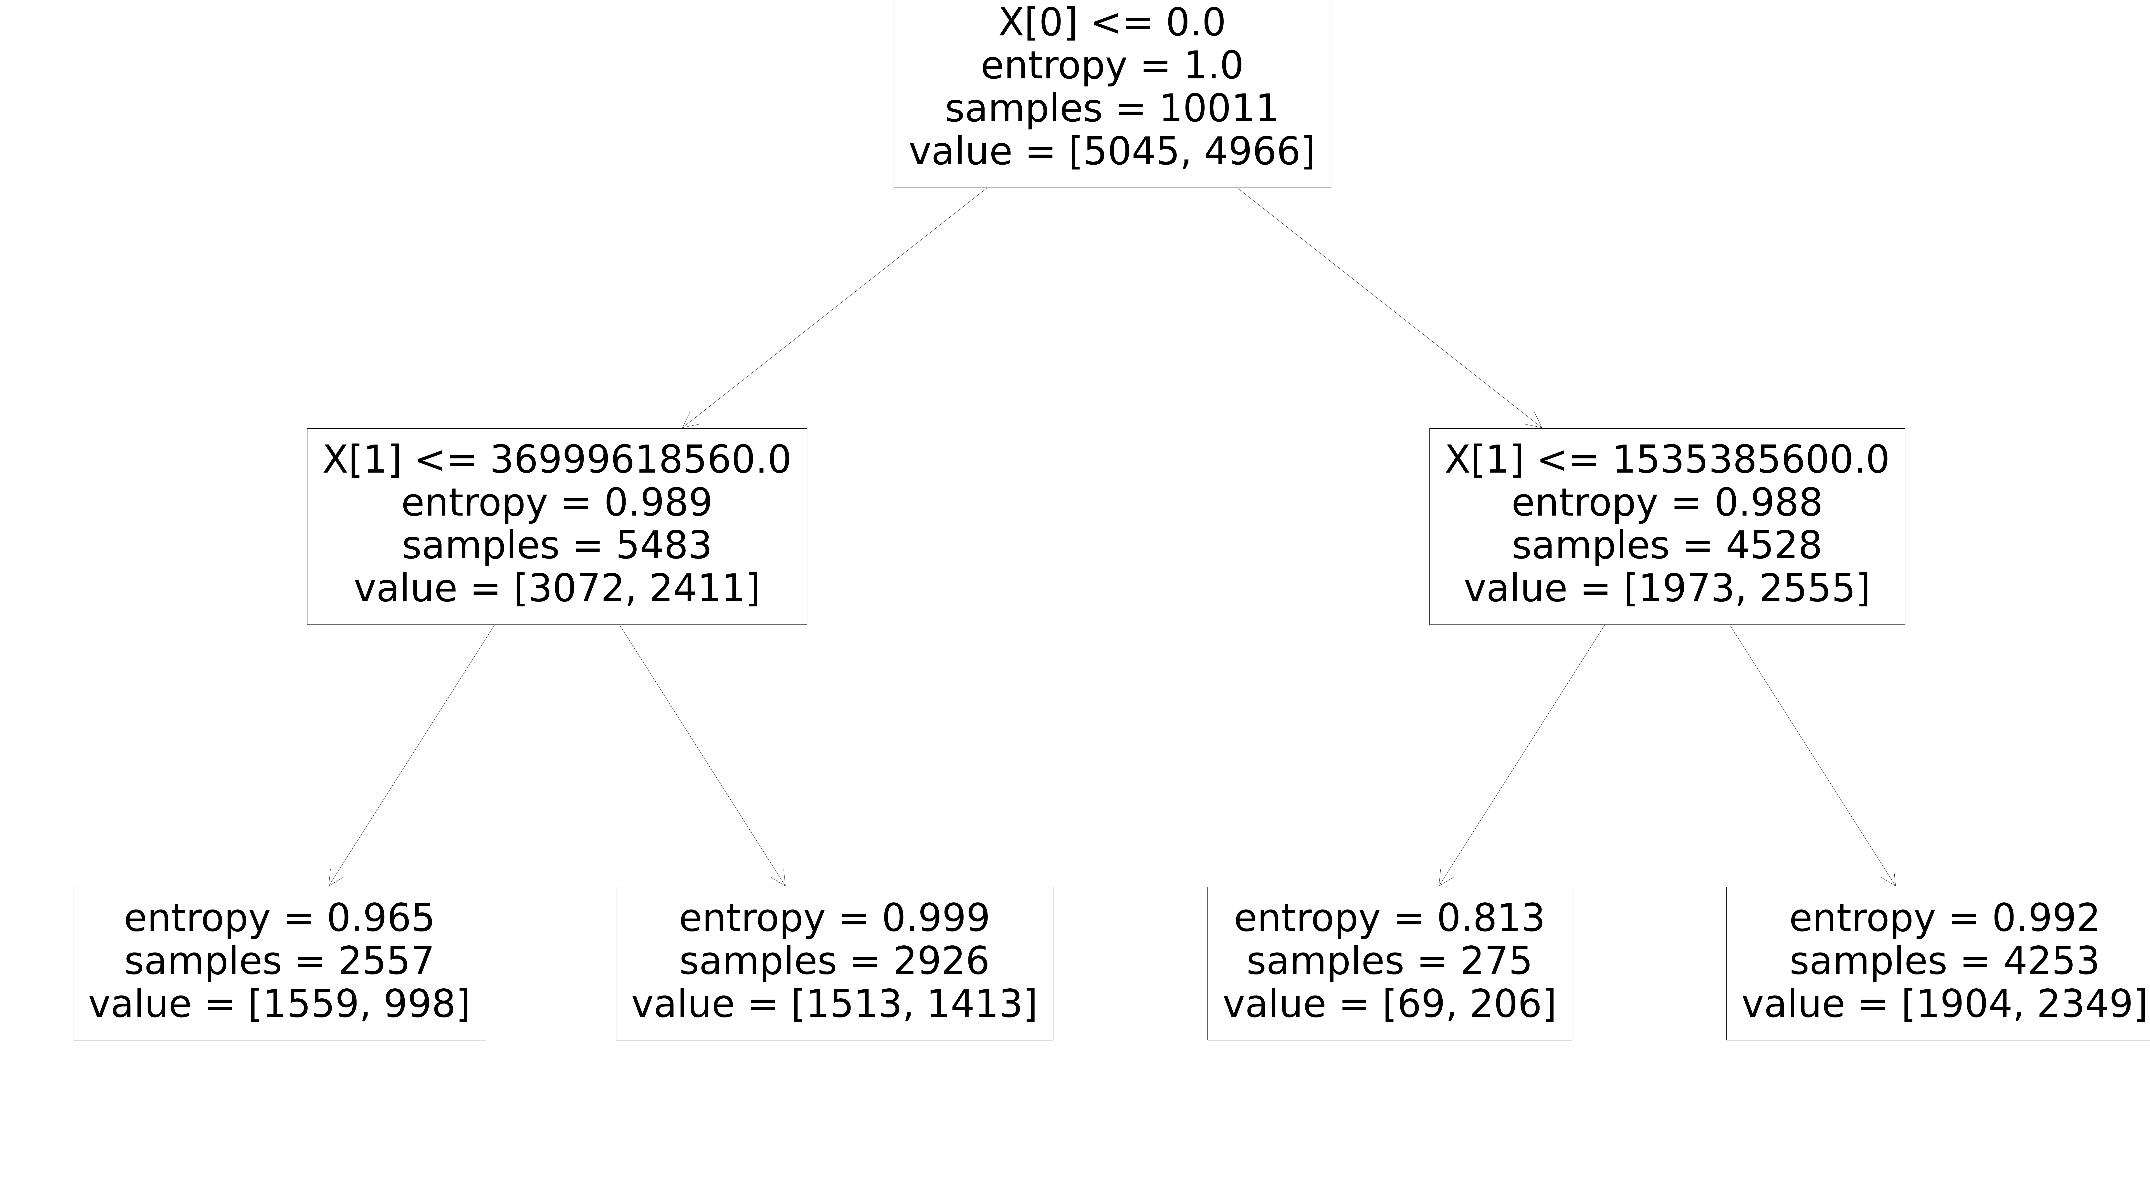 X[0] <= 0.0
entropy = 1.0
samples = 10011
value = [5045, 4966]
X[1] <= 36999618560.0
entropy = 0.989
samples = 5483
value = [3072, 2411]
X[1] <= 1535385600.0
entropy = 0.988
samples = 4528
value = [1973, 2555]
entropy = 0.965
samples = 2557
value = [1559, 998]
entropy = 0.999
samples = 2926
value = [1513, 1413]
entropy = 0.813
samples = 275
value = [69, 206]
entropy = 0.992
samples = 4253
value = [1904, 2349]